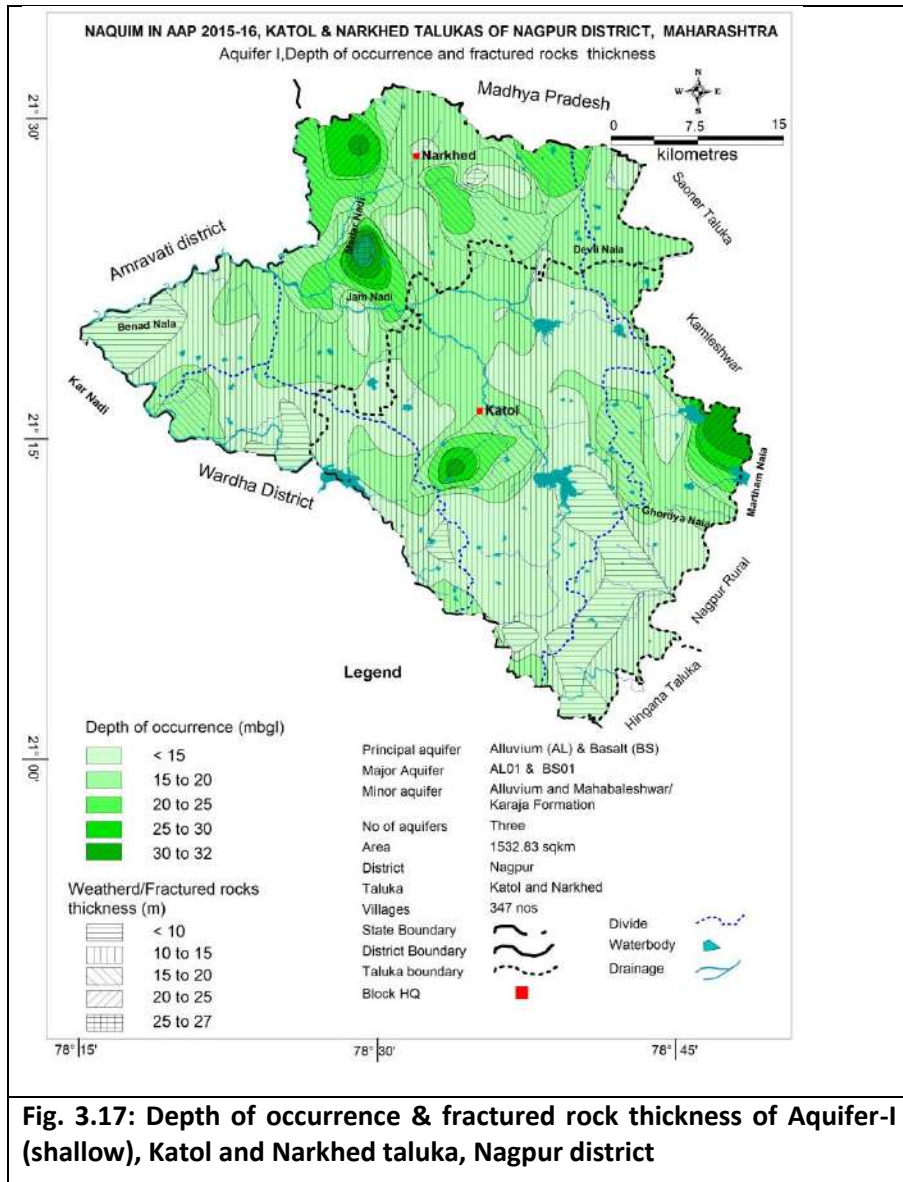 NAQUIM IN AAP 2015-16, KATOL & NARKHED TALUKAS OF NAGPUR DISTRICT, MAHARASHTRA
Aquifer I,Depth of occurrence and fractured rocks thickness
Madhya Pradesh
N
W E
S
0 7.5 15
kilometres
21° 30'
Narkhed
Saoner Taluka
Madar Nadi
Amravati district
Devli Nala
Jam Nadi
Benad Nala
Kamleshwar
Kar Nadi
Katol
21° 15'
Wardha District
Martham Nala
Ghordya Nala
Nagpur Rural
Hingana Taluka
Legend
21° 00'
Depth of occurrence (mbgl)
< 15
15 to 20
20 to 25
25 to 30
30 to 32
Weatherd/Fractured rocks
thickness (m)
< 10
10 to 15
15 to 20
20 to 25
25 to 27
Principal aquifer Alluvium (AL) & Basalt (BS)
Major Aquifer AL01 & BS01
Minor aquifer Alluvium and Mahabaleshwar/
Karaja Formation
No of aquifers Three
Area 1532.83 sqkm
District Nagpur
Taluka Katol and Narkhed
Villages 347 nos
State Boundary
District Boundary
Taluka boundary
Block HQ
Divide
Waterbody
Drainage
78° 15' 78° 30' 78° 45'
Fig. 3.17: Depth of occurrence & fractured rock thickness of Aquifer-I
(shallow), Katol and Narkhed taluka, Nagpur district